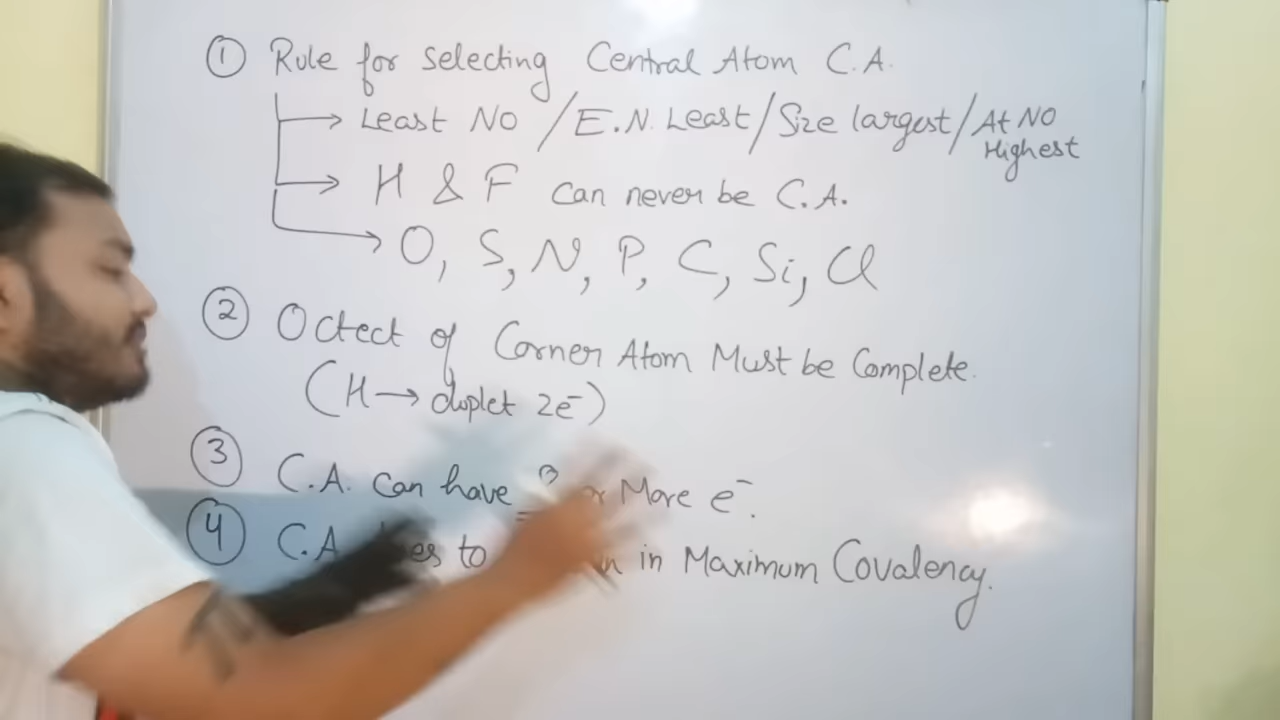 ① Rule for selecting Central Atom C.A.
→ Least No / E.N. Least / Size largest / At NO Highest
→ H & F can never be C.A.
→ O, S, N, P, C, Si, Cl
② Octect of Corner Atom Must be Complete.
(H → duplet 2e⁻)
③ C.A. can have More e⁻.
④ C.A to in Maximum Covalency.